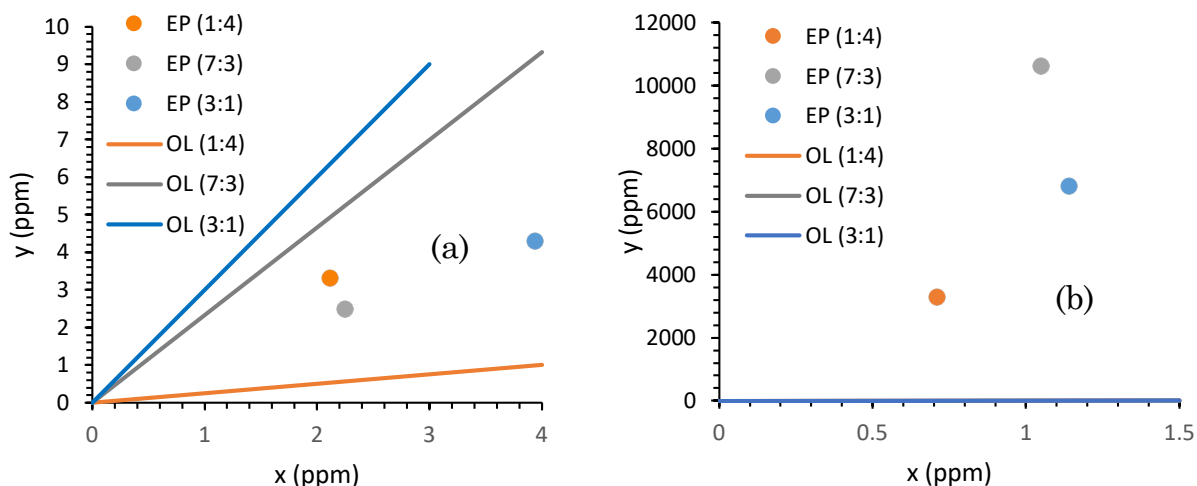 10
9
8
7
6
5
4
3
2
1
0
y (ppm)
EP (1:4)
EP (7:3)
EP (3:1)
OL (1:4)
OL (7:3)
OL (3:1)
(a)
0 1 2 3 4
x (ppm)
12000
10000
8000
6000
4000
2000
0
y (ppm)
EP (1:4)
EP (7:3)
EP (3:1)
OL (1:4)
OL (7:3)
OL (3:1)
(b)
0 0.5 1 1.5
x (ppm)